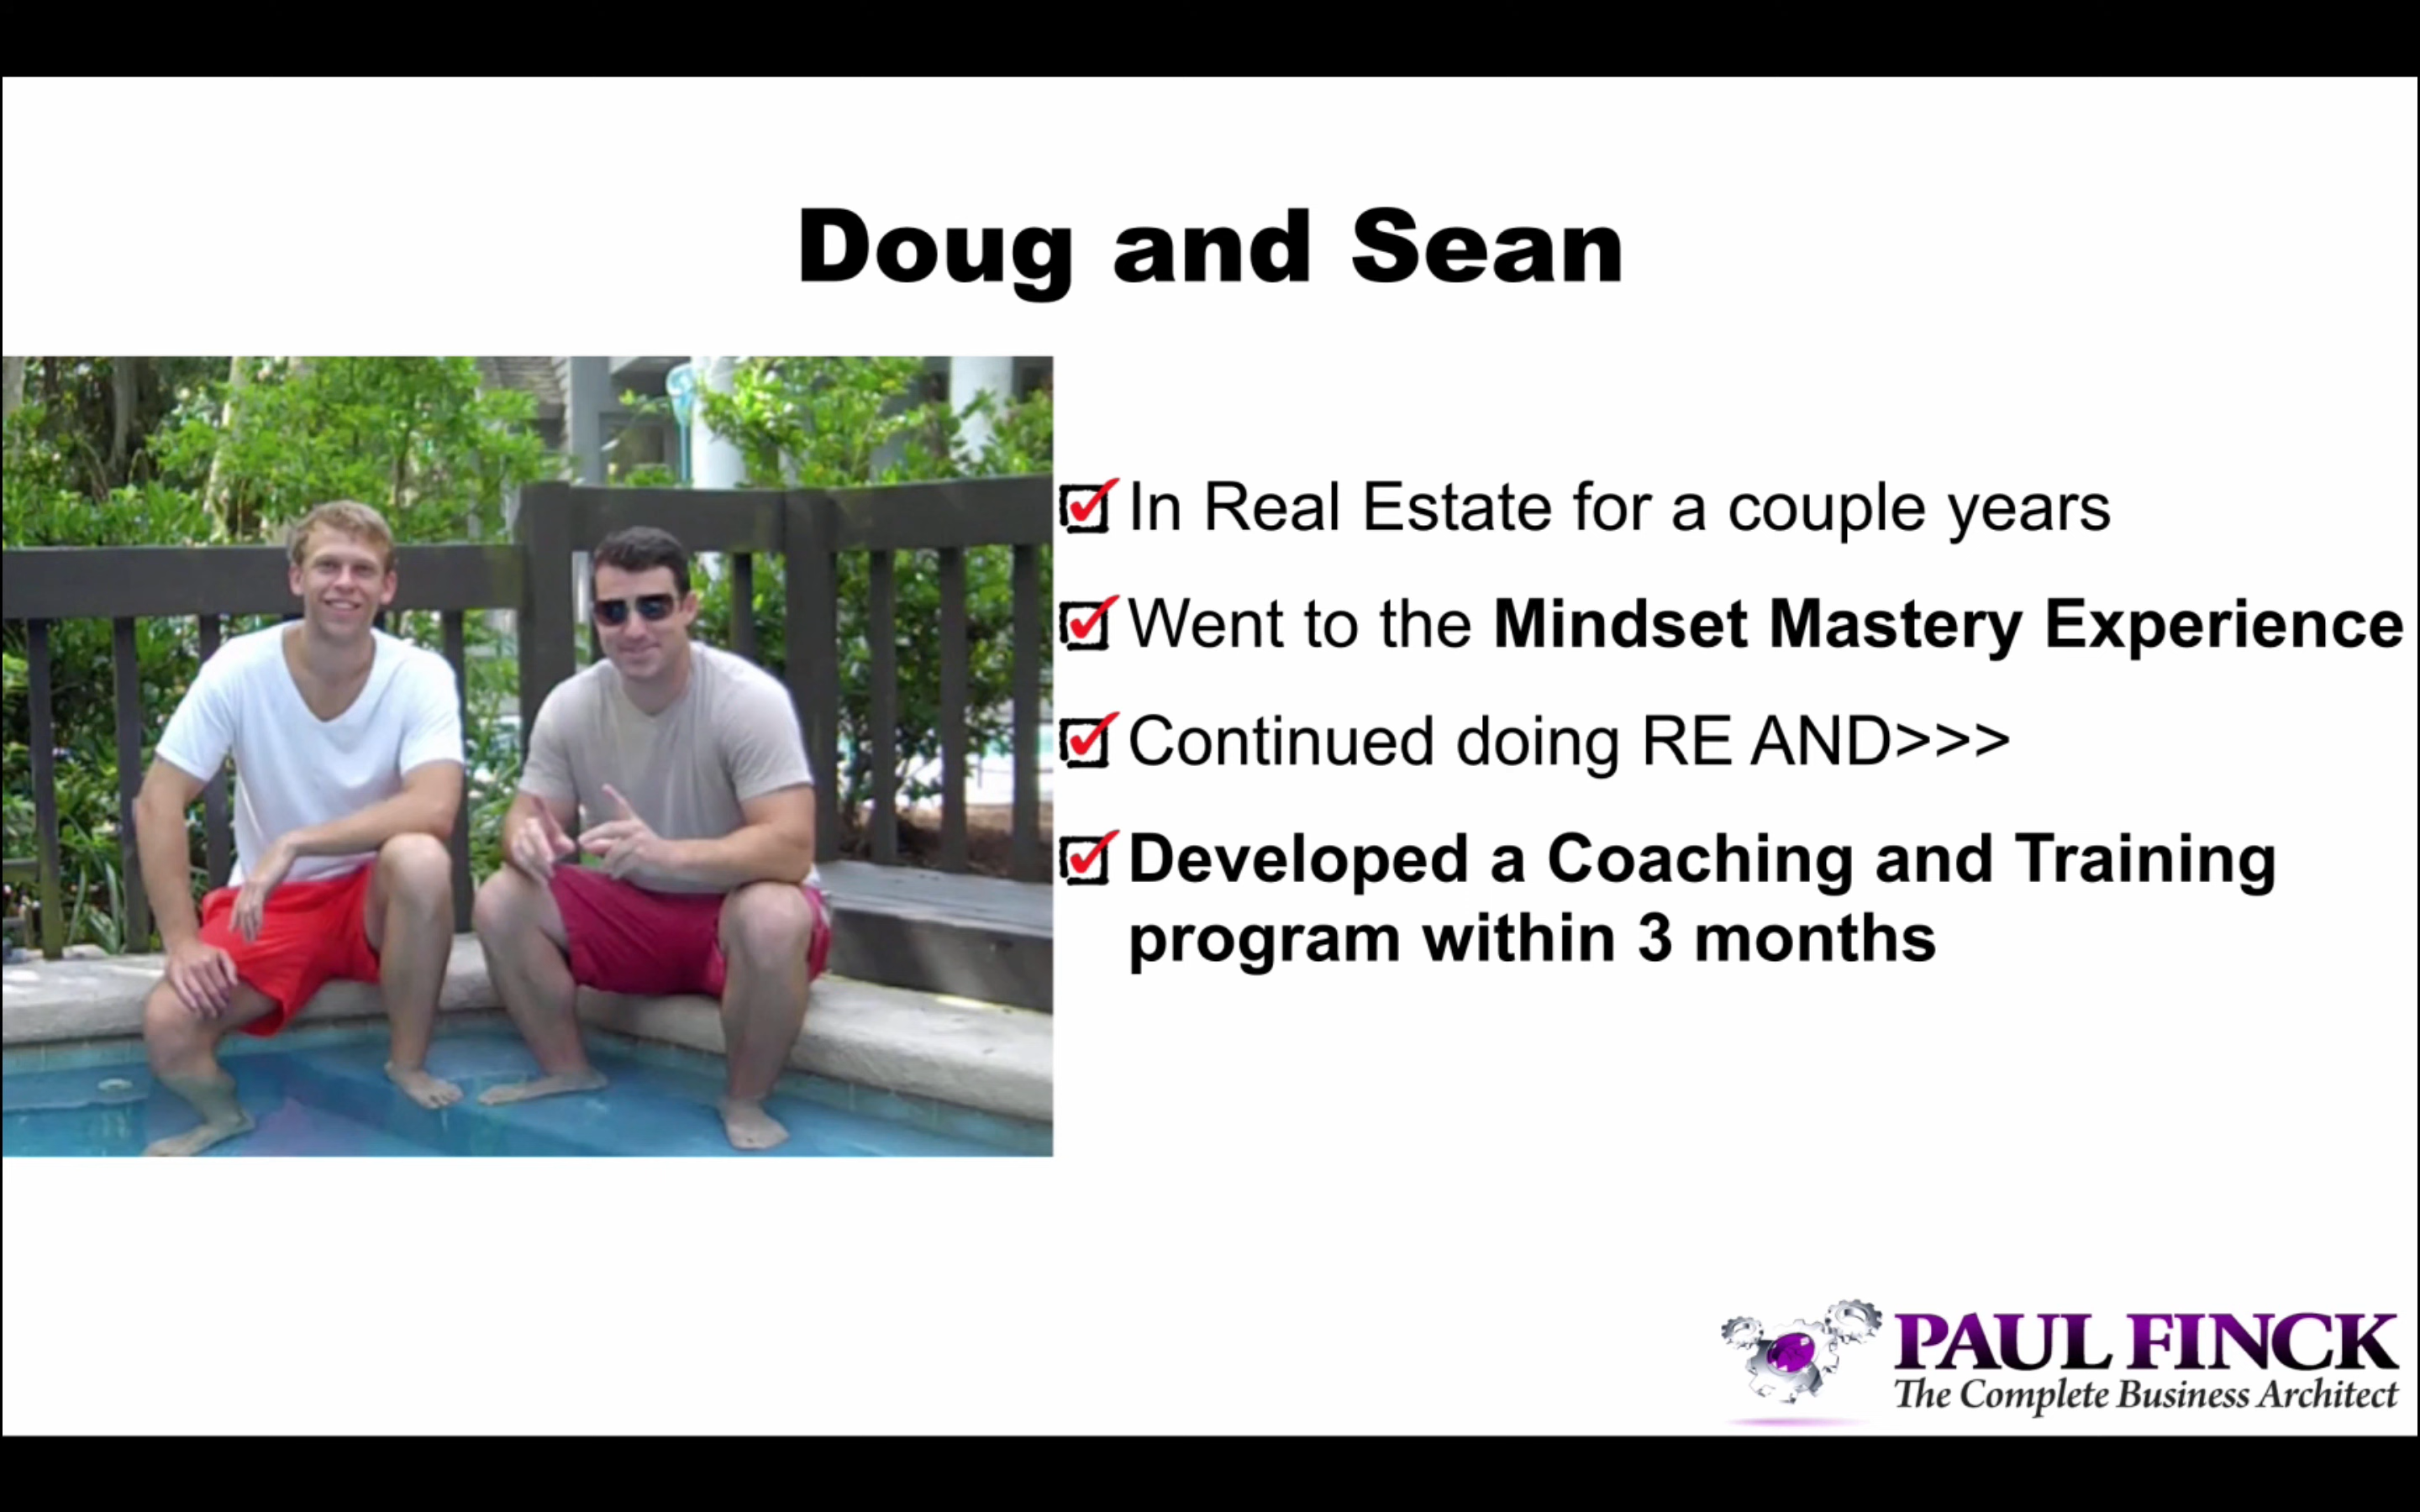 Doug and Sean
In Real Estate for a couple years
Went to the Mindset Mastery Experience
Continued doing RE AND>>>
Developed a Coaching and Training
program within 3 months
PAUL FINCK
The Complete Business Architect